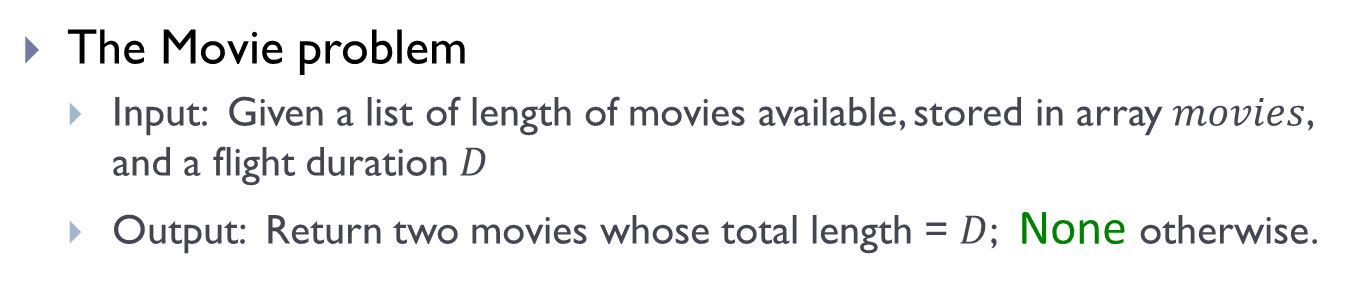 The Movie problem
Input: Given a list of length of movies available, stored in array movies,
and a flight duration D
Output: Return two movies whose total length = D; None otherwise.